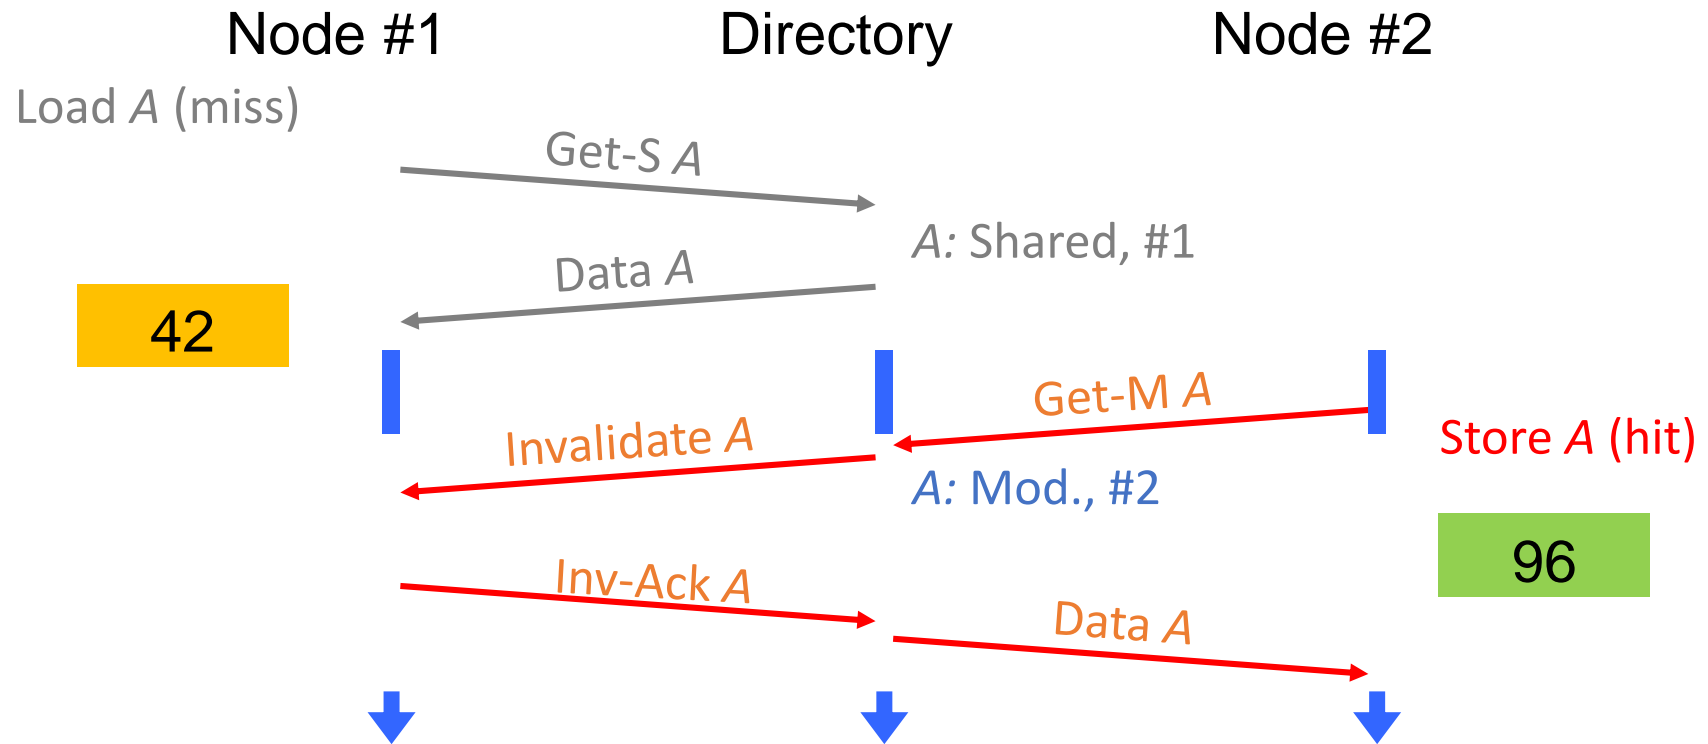 Node #1
Directory
Node #2
Load A (miss)
Get-S A
A: Shared, #1
Data A
42
Get-M A
Invalidate A
Store A (hit)
A: Mod., #2
96
Inv-Ack A
Data A